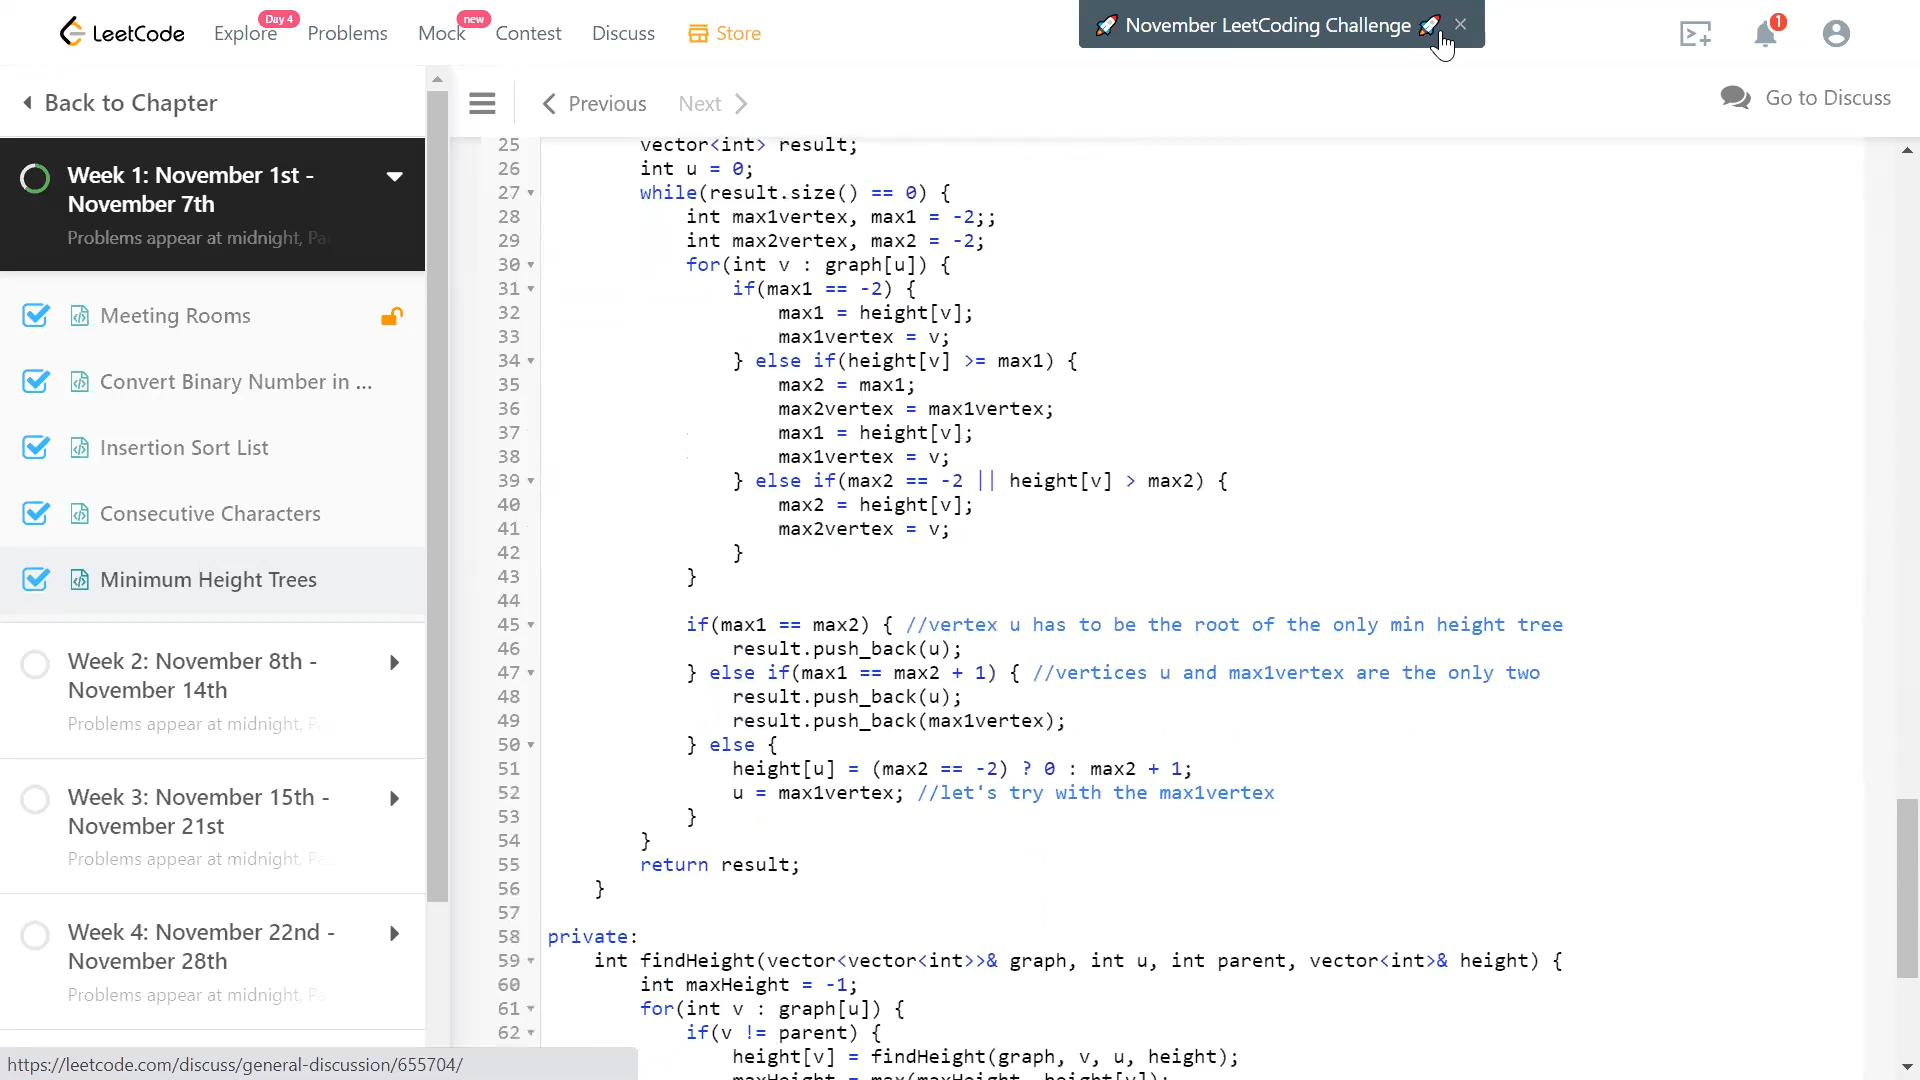 LeetCode
Explore
Day 4
Problems
Mock
new
Contest
Discuss
Store
🚀 November LeetCoding Challenge 🚀 ×
1
Back to Chapter
Previous
Next
Go to Discuss
Week 1: November 1st -
November 7th
Problems appear at midnight, Pa
Meeting Rooms
Convert Binary Number in ...
Insertion Sort List
Consecutive Characters
Minimum Height Trees
Week 2: November 8th -
November 14th
Problems appear at midnight, P
Week 3: November 15th -
November 21st
Problems appear at midnight, P
Week 4: November 22nd -
November 28th
Problems appear at midnight, P
https://leetcode.com/discuss/general-discussion/655704/
25 vector<int> result;
26 int u = 0;
27 while(result.size() == 0) {
28 int max1vertex, max1 = -2;;
29 int max2vertex, max2 = -2;
30 for(int v : graph[u]) {
31 if(max1 == -2) {
32 max1 = height[v];
33 max1vertex = v;
34 } else if(height[v] >= max1) {
35 max2 = max1;
36 max2vertex = max1vertex;
37 max1 = height[v];
38 max1vertex = v;
39 } else if(max2 == -2 || height[v] > max2) {
40 max2 = height[v];
41 max2vertex = v;
42 }
43 }
44
45 if(max1 == max2) { //vertex u has to be the root of the only min height tree
46 result.push_back(u);
47 } else if(max1 == max2 + 1) { //vertices u and max1vertex are the only two
48 result.push_back(u);
49 result.push_back(max1vertex);
50 } else {
51 height[u] = (max2 == -2) ? 0 : max2 + 1;
52 u = max1vertex; //let's try with the max1vertex
53 }
54 }
55 return result;
56 }
57
58 private:
59 int findHeight(vector<vector<int>>& graph, int u, int parent, vector<int>& height) {
60 int maxHeight = -1;
61 for(int v : graph[u]) {
62 if(v != parent) {
height[v] = findHeight(graph, v, u, height);
maxHeight = max(maxHeight, height[v]);